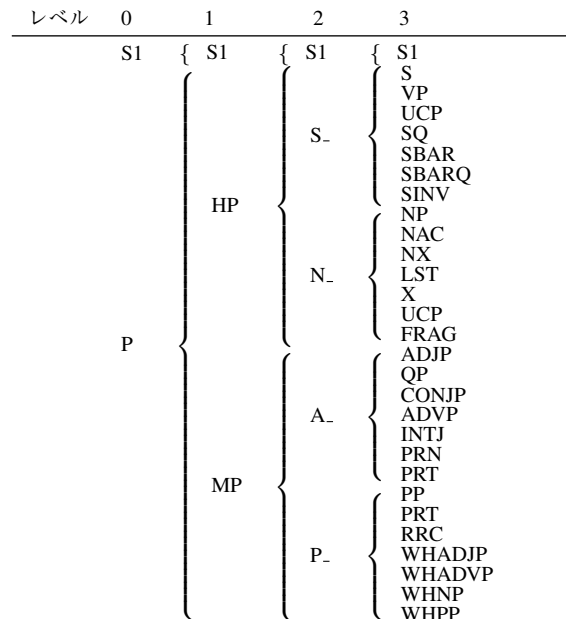 レベル 0 1 2 3
S1 { S1 { S1 { S1
S
VP
UCP
S_ SQ
SBAR
SBARQ
SINV
HP NP
NAC
NX
N_ LST
X
UCP
FRAG
P ADJP
QP
CONJP
A_ ADVP
INTJ
PRN
PRT
MP PP
PRT
RRC
P_ WHADJP
WHADVP
WHNP
WHPP